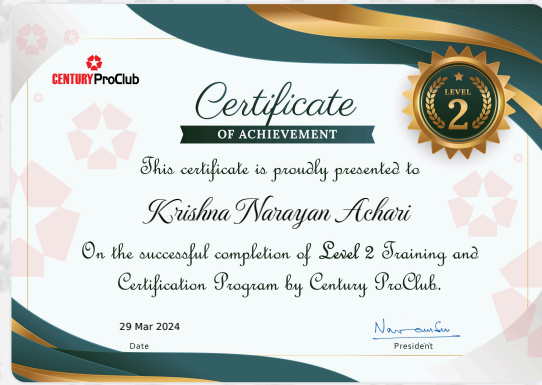 CENTURY ProClub
LEVEL
2
Certificate
OF ACHIEVEMENT
This certificate is proudly presented to
Krishna Narayan Achari
On the successful completion of Level 2 Training and
Certification Program by Century ProClub.
29 Mar 2024
Date
President